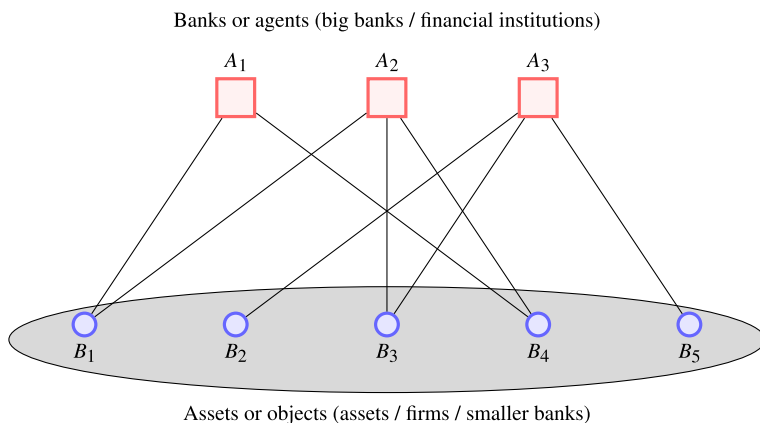 Banks or agents (big banks / financial institutions)
A₁ A₂ A₃
B₁ B₂ B₃ B₄ B₅
Assets or objects (assets / firms / smaller banks)